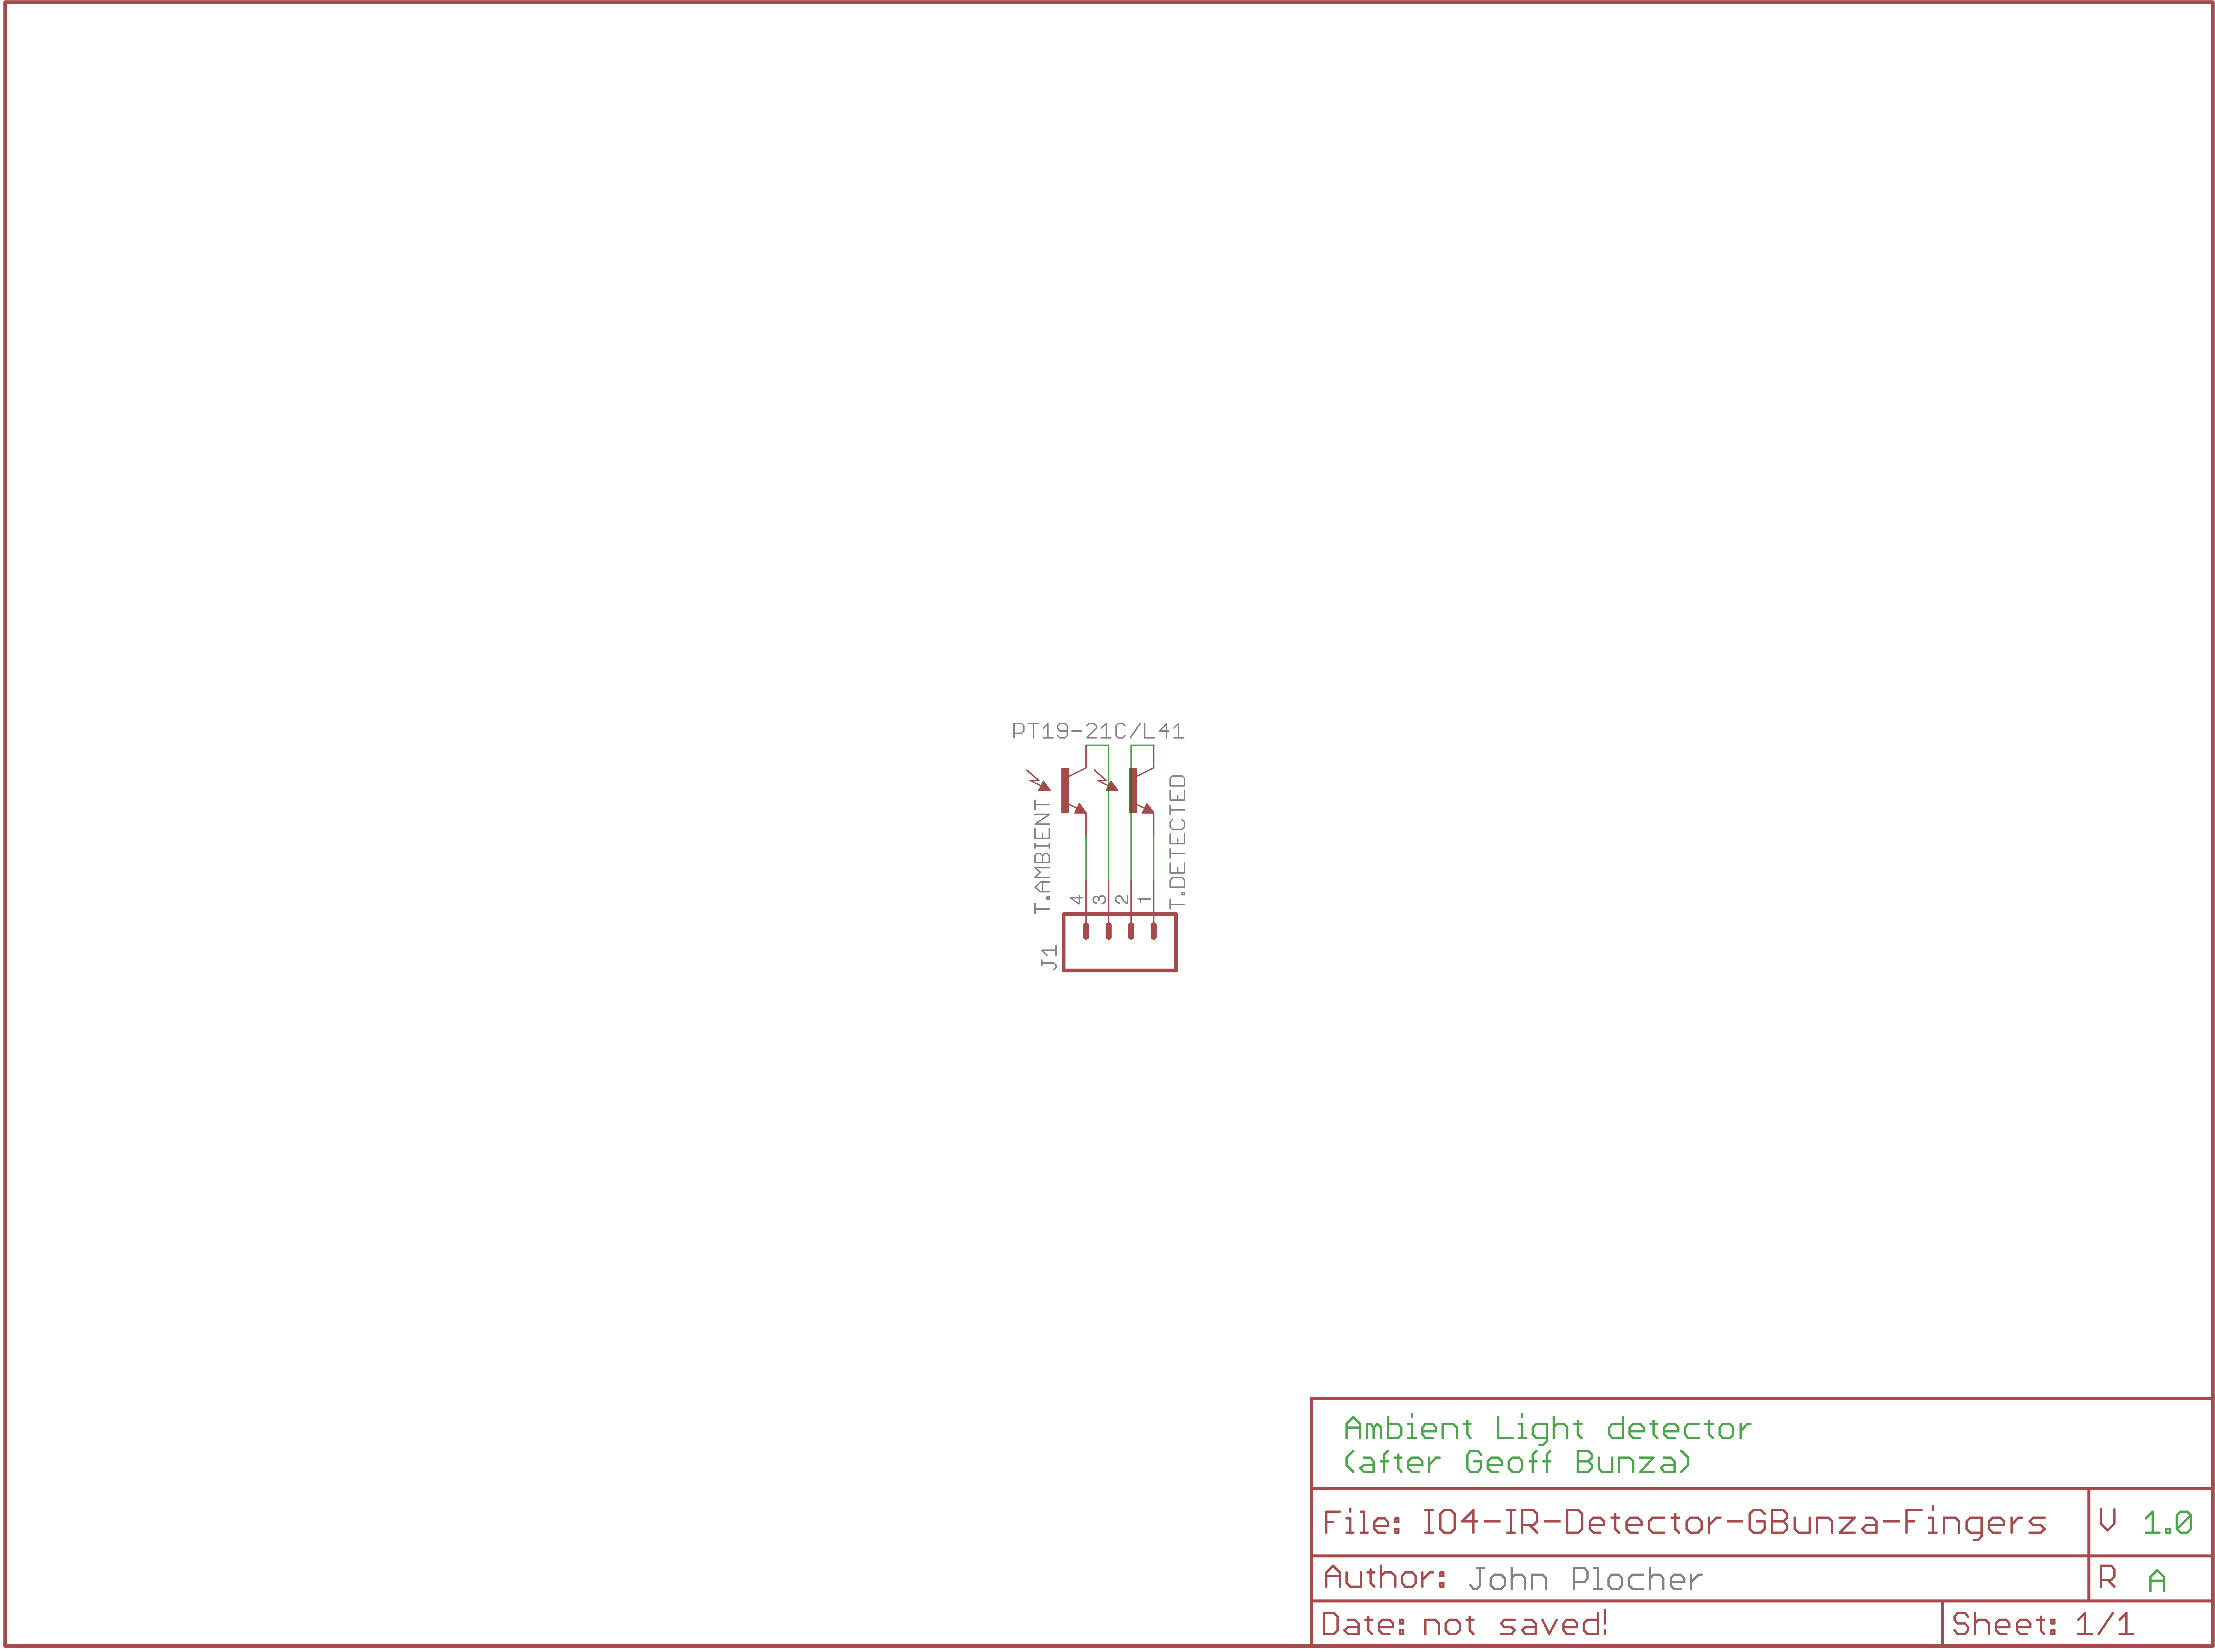 PT19-21C/L41
T.AMBIENT
T.DETECTED
4
3
2
1
J1
Ambient Light detector
(after Geoff Bunza)
File: IO4-IR-Detector-GBunza-Fingers
V 1.0
Author: John Plocher
R A
Date: not saved!
Sheet: 1/1